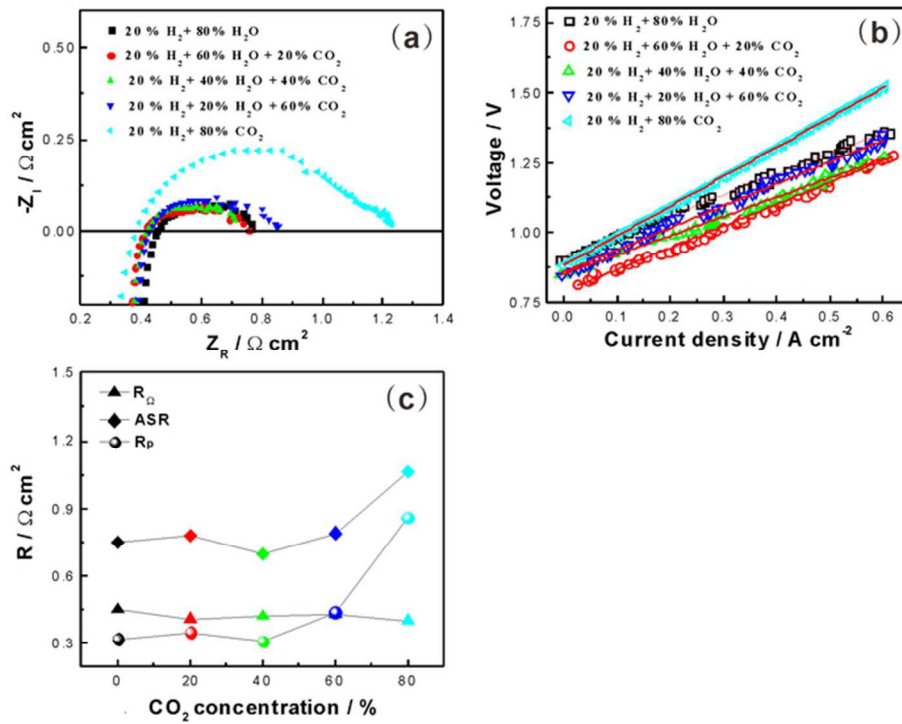 (a)
20 % H₂+ 80% H₂O
20 % H₂+ 60% H₂O + 20% CO₂
20 % H₂+ 40% H₂O + 40% CO₂
20 % H₂+ 20% H₂O + 60% CO₂
20 % H₂+ 80% CO₂
-Z_I / Ω cm²
0.50
0.25
0.00
0.2 0.4 0.6 0.8 1.0 1.2 1.4
Z_R / Ω cm²
(b)
20 % H₂+ 80% H₂O
20 % H₂+ 60% H₂O + 20% CO₂
20 % H₂+ 40% H₂O + 40% CO₂
20 % H₂+ 20% H₂O + 60% CO₂
20 % H₂+ 80% CO₂
Voltage / V
1.75
1.50
1.25
1.00
0.75
0.0 0.1 0.2 0.3 0.4 0.5 0.6
Current density / A cm⁻²
(c)
R_Ω
ASR
Rp
R / Ω cm²
1.5
1.2
0.9
0.6
0.3
0 20 40 60 80
CO₂ concentration / %